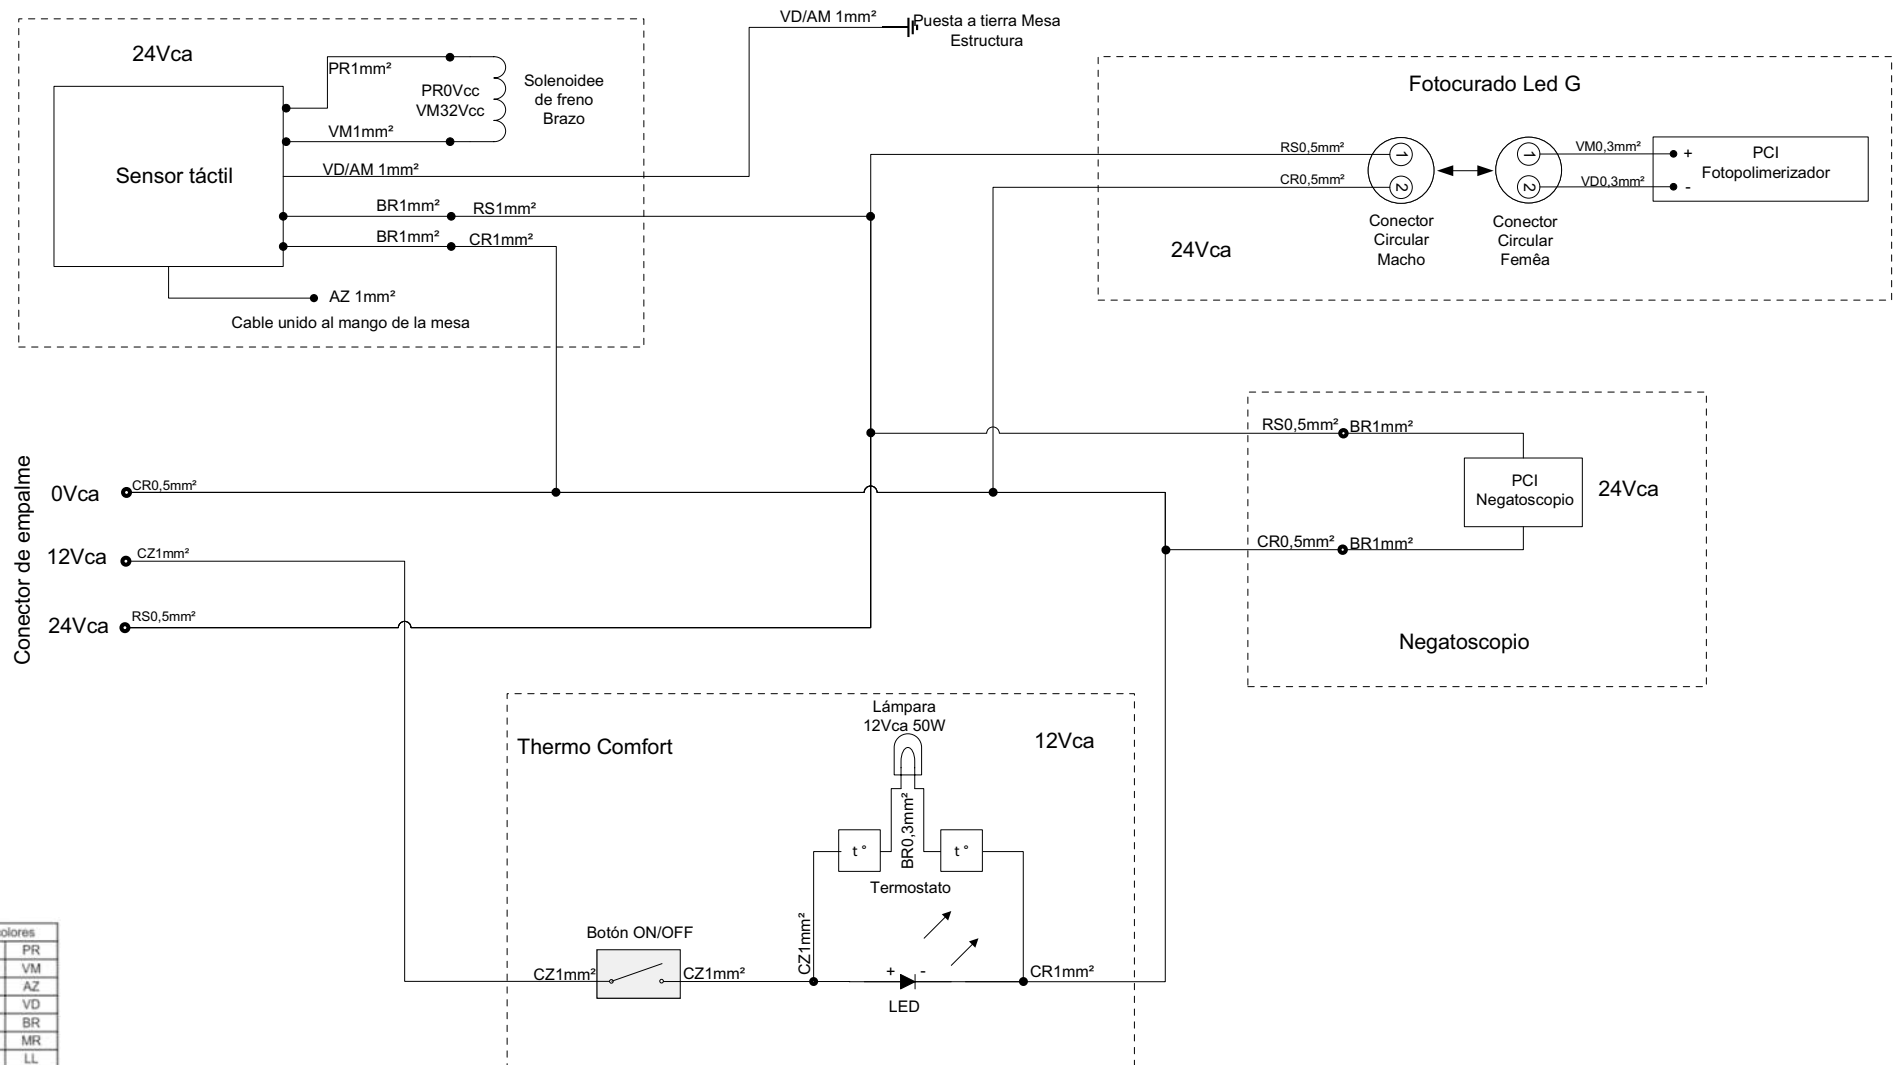 VD/AM 1mm²
Puesta a tierra Mesa
Estructura
24Vca
PR1mm²
PR0Vcc
VM32Vcc
Solenoidee
de freno
Brazo
VM1mm²
Sensor táctil
VD/AM 1mm²
BR1mm²
RS1mm²
BR1mm²
CR1mm²
AZ 1mm²
Cable unido al mango de la mesa
Fotocurado Led G
RS0,5mm²
CR0,5mm²
1
2
1
2
VM0,3mm²
VD0,3mm²
+
-
PCI
Fotopolimerizador
Conector
Circular
Macho
Conector
Circular
Femêa
24Vca
RS0,5mm²
BR1mm²
PCI
Negatoscopio
24Vca
CR0,5mm²
BR1mm²
Negatoscopio
Conector de empalme
0Vca
CR0,5mm²
12Vca
CZ1mm²
24Vca
RS0,5mm²
Thermo Comfort
Lámpara
12Vca 50W
12Vca
BR0,3mm²
t °
t °
Termostato
Botón ON/OFF
CZ1mm²
CZ1mm²
CZ1mm²
+
-
LED
CR1mm²
olores
PR
VM
AZ
VD
BR
MR
LL